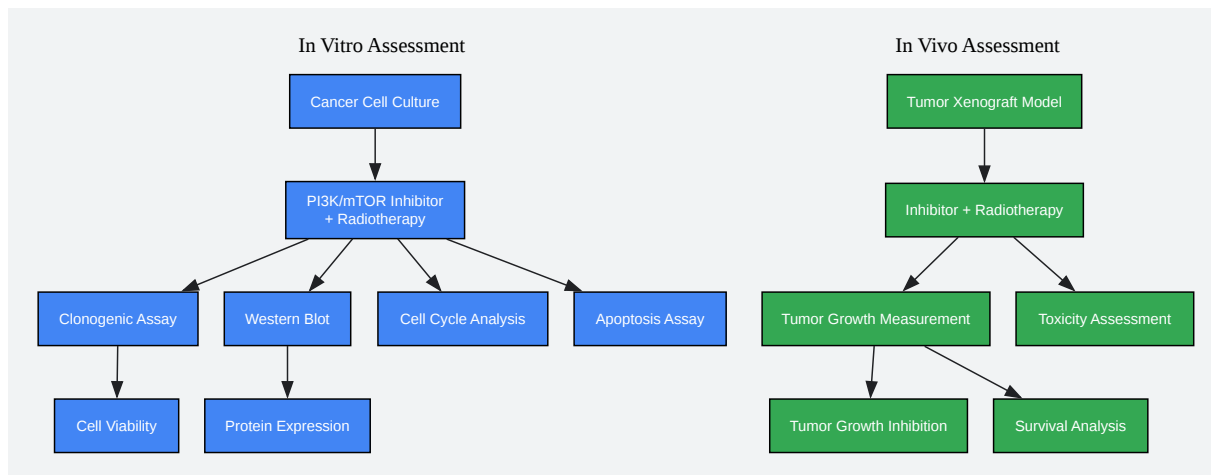 In Vitro Assessment
Cancer Cell Culture
PI3K/mTOR Inhibitor
+ Radiotherapy
Clonogenic Assay
Western Blot
Cell Cycle Analysis
Apoptosis Assay
Cell Viability
Protein Expression
In Vivo Assessment
Tumor Xenograft Model
Inhibitor + Radiotherapy
Tumor Growth Measurement
Toxicity Assessment
Tumor Growth Inhibition
Survival Analysis